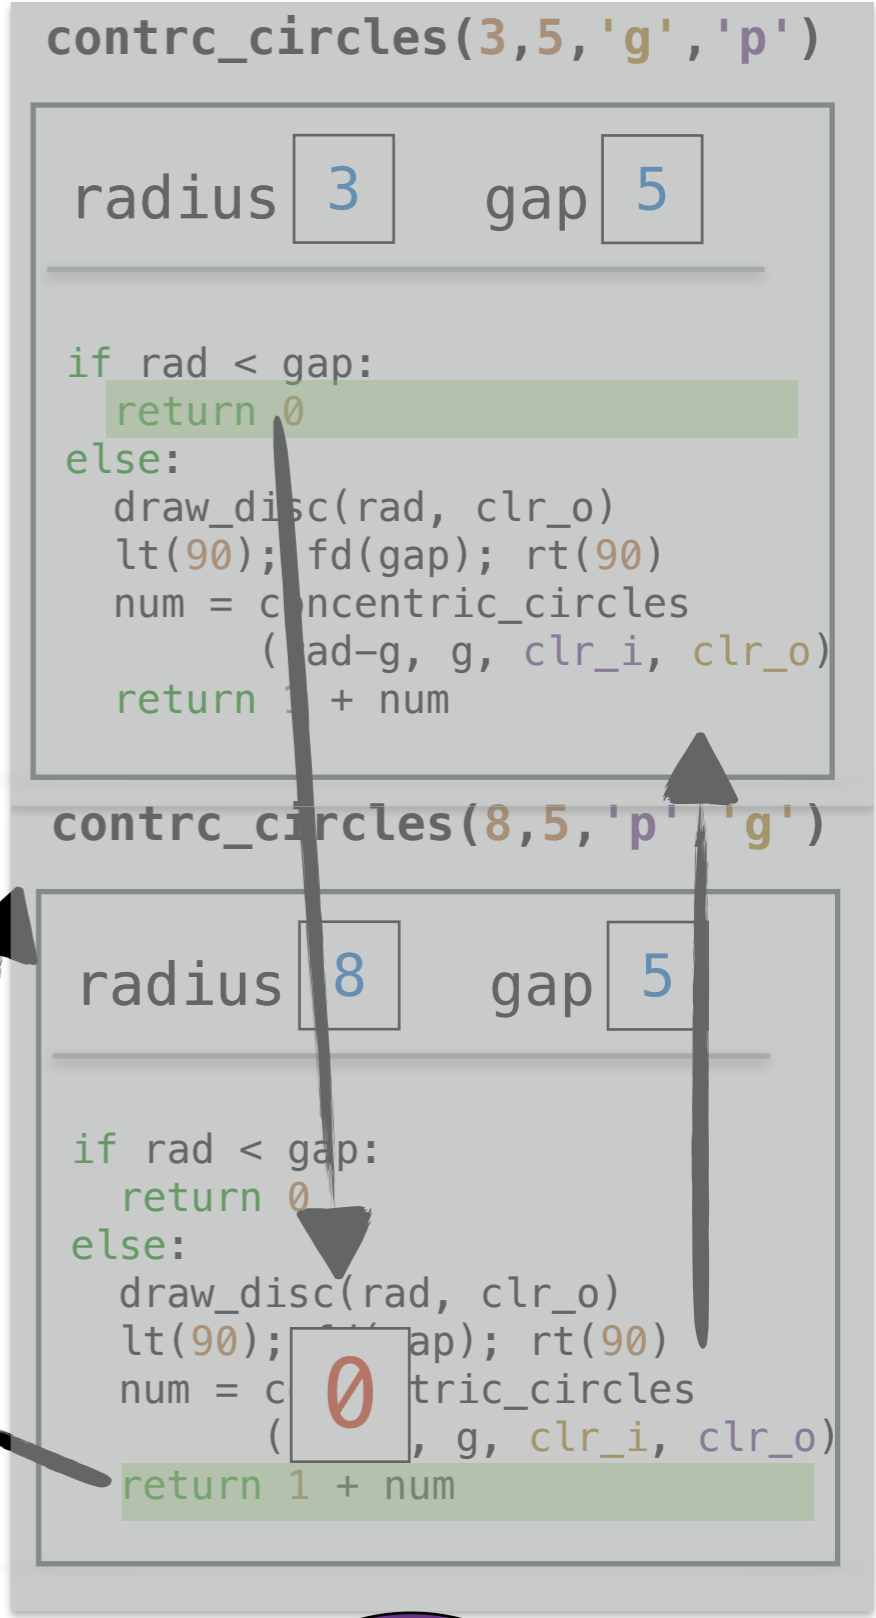 contrc_circles(3,5,'g','p')
radius 3 gap 5
if rad < gap:
return 0
else:
draw_disc(rad, clr_o)
lt(90); fd(gap); rt(90)
num = concentric_circles
(rad-g, g, clr_i, clr_o)
return 1 + num
contrc_circles(8,5,'p','g')
radius 8 gap 5
if rad < gap:
return 0
else:
draw_disc(rad, clr_o)
lt(90); rt(90)
num =
0
g, clr_i, clr_o)
return 1 + num